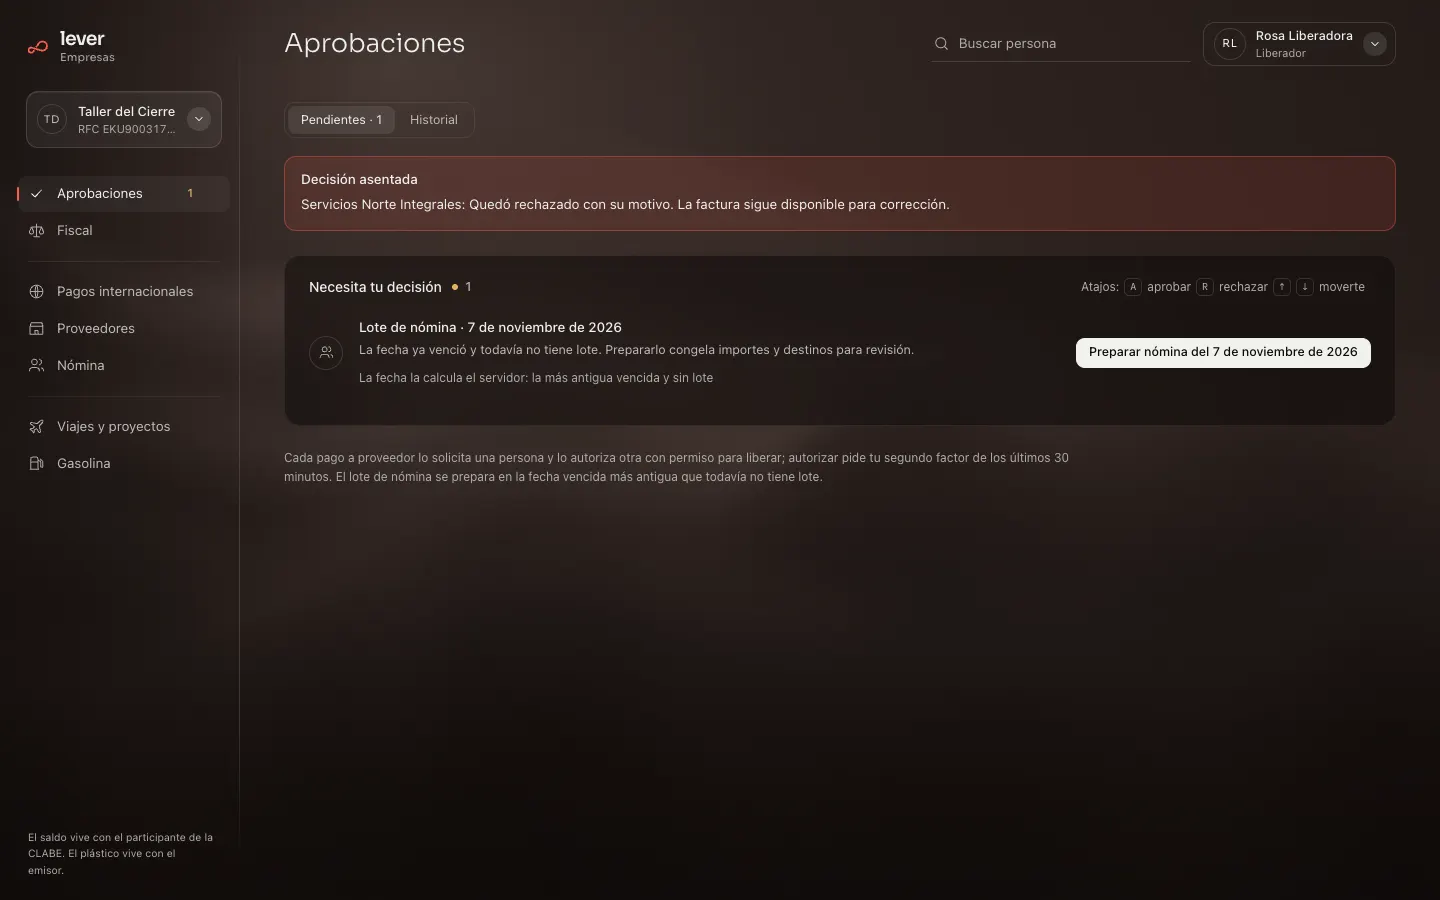 lever
Empresas
TD
Taller del Cierre
RFC EKU900317...
Aprobaciones 1
Fiscal
Pagos internacionales
Proveedores
Nómina
Viajes y proyectos
Gasolina
El saldo vive con el participante de la
CLABE. El plástico vive con el
emisor.
Aprobaciones
Buscar persona
RL
Rosa Liberadora
Liberador
Pendientes · 1
Historial
Decisión asentada
Servicios Norte Integrales: Quedó rechazado con su motivo. La factura sigue disponible para corrección.
Necesita tu decisión 1
Atajos: A aprobar R rechazar ↑ ↓ moverte
Lote de nómina · 7 de noviembre de 2026
La fecha ya venció y todavía no tiene lote. Prepararlo congela importes y destinos para revisión.
La fecha la calcula el servidor: la más antigua vencida y sin lote
Preparar nómina del 7 de noviembre de 2026
Cada pago a proveedor lo solicita una persona y lo autoriza otra con permiso para liberar; autorizar pide tu segundo factor de los últimos 30
minutos. El lote de nómina se prepara en la fecha vencida más antigua que todavía no tiene lote.